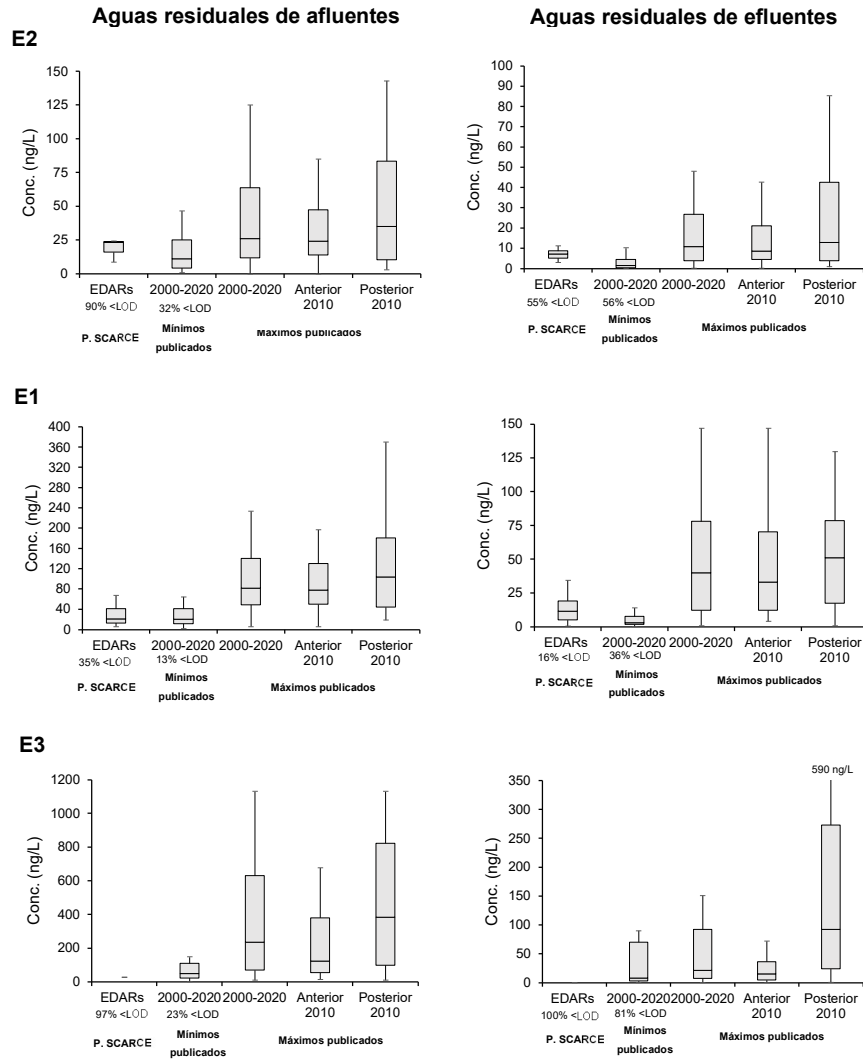 Aguas residuales de afluentes
Aguas residuales de efluentes
E2
Conc. (ng/L)
150
125
100
75
50
25
0
EDARs 2000-2020 2000-2020 Anterior 2010 Posterior 2010
90% <LOD 32% <LOD
P. SCARCE Mínimos publicados Máximos publicados
Conc. (ng/L)
100
90
80
70
60
50
40
30
20
10
0
EDARs 2000-2020 2000-2020 Anterior 2010 Posterior 2010
55% <LOD 56% <LOD
P. SCARCE Mínimos publicados Máximos publicados
E1
Conc. (ng/L)
400
360
320
280
240
200
160
120
80
40
0
EDARs 2000-2020 2000-2020 Anterior 2010 Posterior 2010
35% <LOD 13% <LOD
P. SCARCE Mínimos publicados Máximos publicados
Conc. (ng/L)
150
125
100
75
50
25
0
EDARs 2000-2020 2000-2020 Anterior 2010 Posterior 2010
16% <LOD 36% <LOD
P. SCARCE Mínimos publicados Máximos publicados
E3
Conc. (ng/L)
1200
1000
800
600
400
200
0
EDARs 2000-2020 2000-2020 Anterior 2010 Posterior 2010
97% <LOD 23% <LOD
P. SCARCE Mínimos publicados Máximos publicados
590 ng/L
Conc. (ng/L)
350
300
250
200
150
100
50
0
EDARs 2000-2020 2000-2020 Anterior 2010 Posterior 2010
100% <LOD 81% <LOD
P. SCARCE Mínimos publicados Máximos publicados